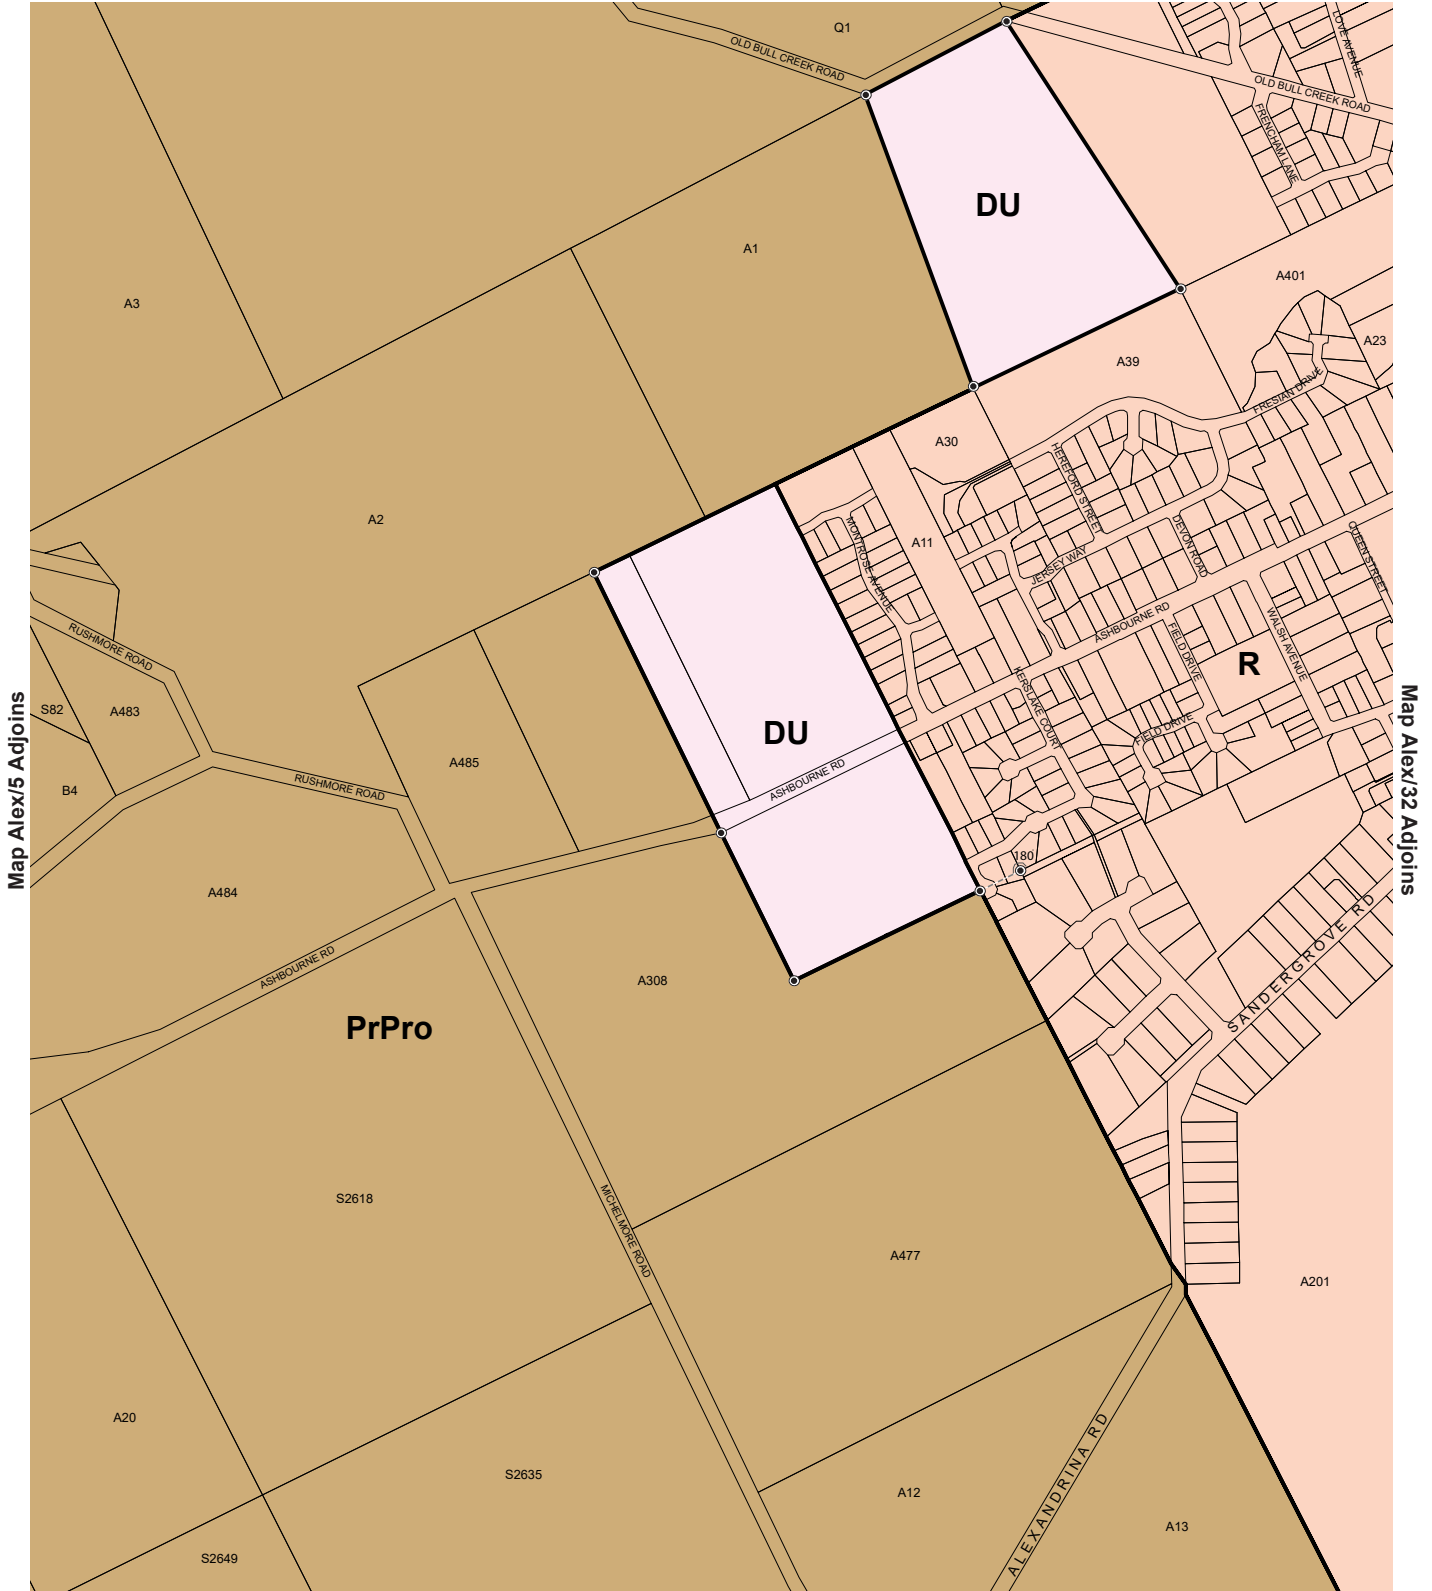 Q1
OLD BULL CREEK ROAD
LOVE AVENUE
OLD BULL CREEK ROAD
FRENCHAM LANE
DU
A1
A401
A3
A23
A39
FRESIAN DRIVE
A30
HEREFORD STREET
A2
A11
MONTROSE AVENUE
JERSEY WAY
DEVON ROAD
QUEEN STREET
ASHBOURNE RD
RUSHMORE ROAD
FIELD DRIVE
WALSH AVENUE
R
KERSLAKE COURT
S82
A483
DU
FIELD DRIVE
A485
B4
RUSHMORE ROAD
ASHBOURNE RD
Map Alex/5 Adjoins
Map Alex/32 Adjoins
180
A484
SANDERGROVE RD
ASHBOURNE RD
A308
PrPro
S2618
MICHELMORE ROAD
A477
A201
A20
S2635
A12
ALEXANDRINA RD
A13
S2649